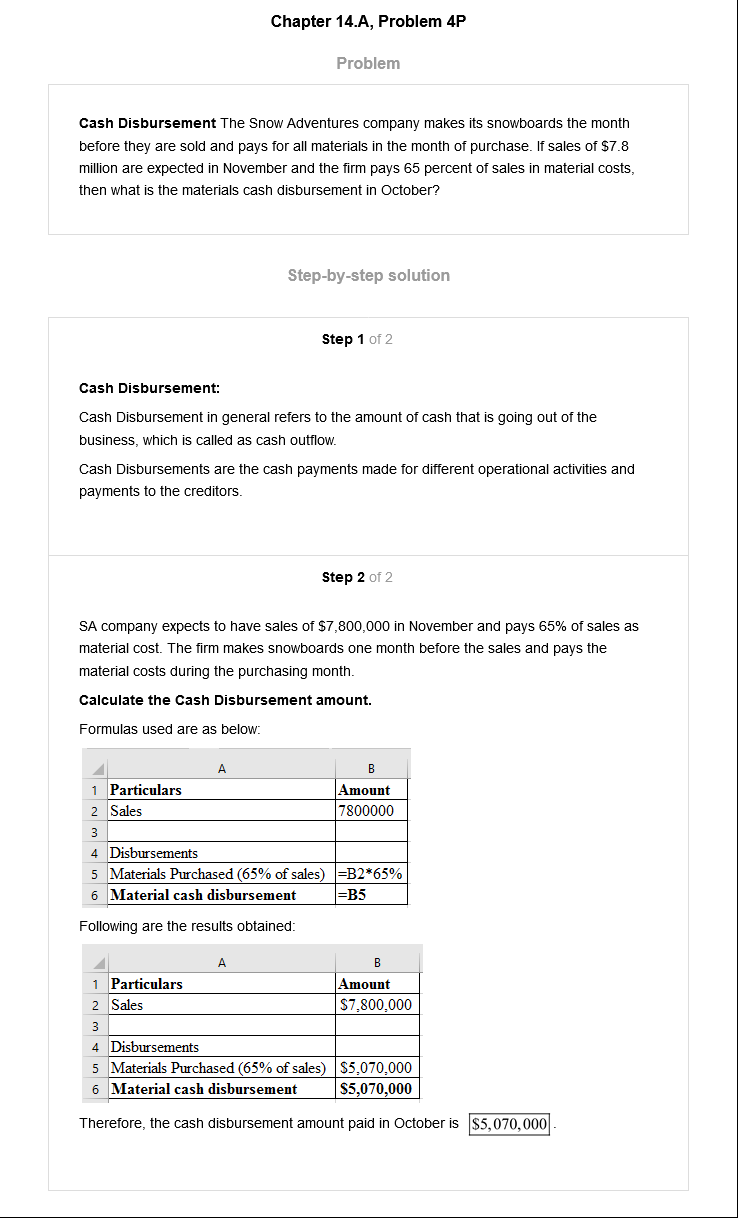 Chapter 14.A, Problem 4P
Problem
Cash Disbursement The Snow Adventures company makes its snowboards the month
before they are sold and pays for all materials in the month of purchase. If sales of $7.8
million are expected in November and the firm pays 65 percent of sales in material costs,
then what is the materials cash disbursement in October?
Step-by-step solution
Step 1 of 2
Cash Disbursement:
Cash Disbursement in general refers to the amount of cash that is going out of the
business, which is called as cash outflow.
Cash Disbursements are the cash payments made for different operational activities and
payments to the creditors.
Step 2 of 2
SA company expects to have sales of $7,800,000 in November and pays 65% of sales as
material cost. The firm makes snowboards one month before the sales and pays the
material costs during the purchasing month.
Calculate the Cash Disbursement amount.
Formulas used are as below:
A B
1 Particulars Amount
2 Sales 7800000
3
4 Disbursements
5 Materials Purchased (65% of sales) =B2*65%
6 Material cash disbursement =B5
Following are the results obtained:
A B
1 Particulars Amount
2 Sales $7,800,000
3
4 Disbursements
5 Materials Purchased (65% of sales) $5,070,000
6 Material cash disbursement $5,070,000
Therefore, the cash disbursement amount paid in October is $5,070,000.